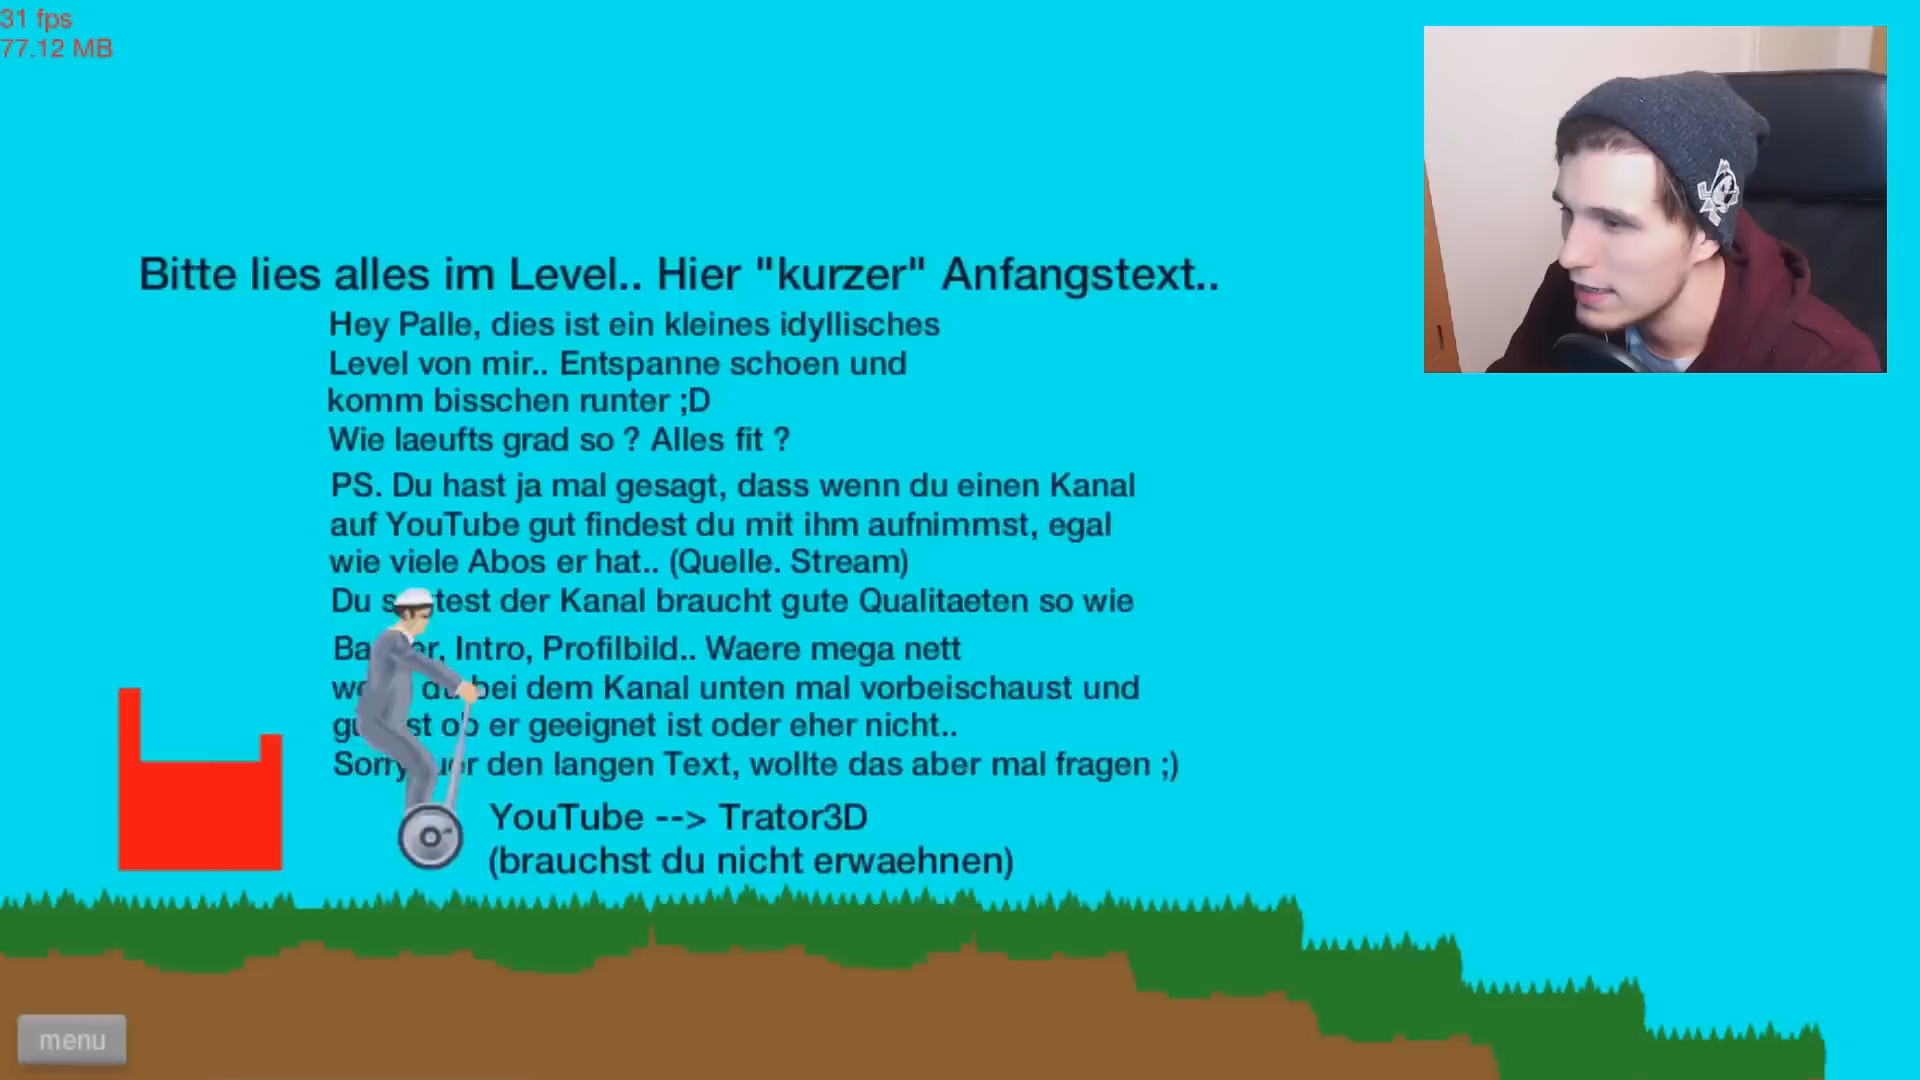 31 fps
77.12 MB
Bitte lies alles im Level.. Hier "kurzer" Anfangstext..
Hey Palle, dies ist ein kleines idyllisches
Level von mir.. Entspanne schoen und
komm bisschen runter ;D
Wie laeufts grad so ? Alles fit ?
PS. Du hast ja mal gesagt, dass wenn du einen Kanal
auf YouTube gut findest du mit ihm aufnimmst, egal
wie viele Abos er hat.. (Quelle. Stream)
Du der Kanal braucht gute Qualitaeten so wie
Intro, Profilbild.. Waere mega nett
bei dem Kanal unten mal vorbeischaust und
ob er geeignet ist oder eher nicht..
Sorry den langen Text, wollte das aber mal fragen ;)
YouTube --> Trator3D
(brauchst du nicht erwaehnen)
menu